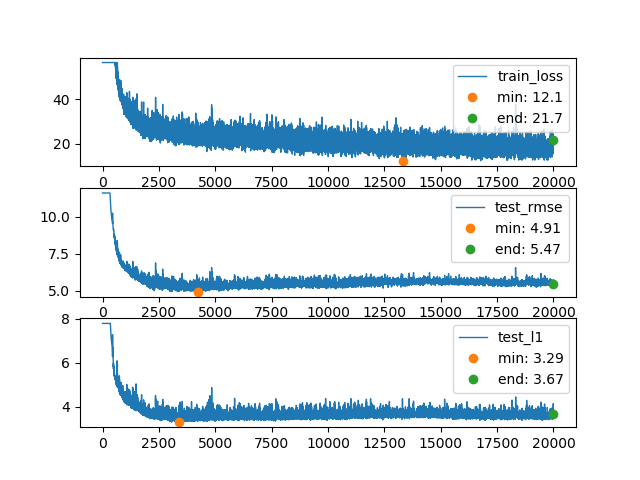 train_loss
min: 12.1
end: 21.7
40
20
0 2500 5000 7500 10000 12500 15000 17500 20000
test_rmse
min: 4.91
end: 5.47
10.0
7.5
5.0
0 2500 5000 7500 10000 12500 15000 17500 20000
test_l1
min: 3.29
end: 3.67
8
6
4
0 2500 5000 7500 10000 12500 15000 17500 20000